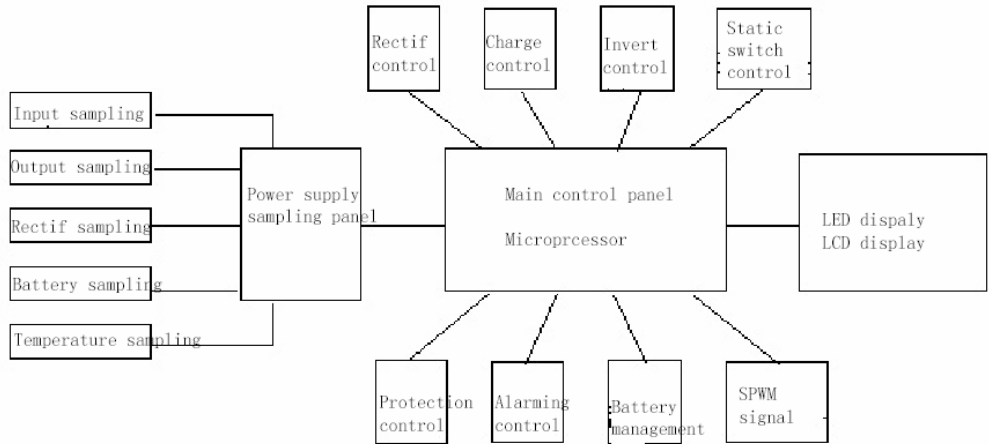 Rectif
control
Charge
control
Invert
control
Static
switch
control
Input sampling
Output sampling
Rectif sampling
Battery sampling
Temperature sampling
Power supply
sampling panel
Main control panel
Microprcessor
LED dispaly
LCD display
Protection
control
Alarming
control
Battery
management
SPWM
signal